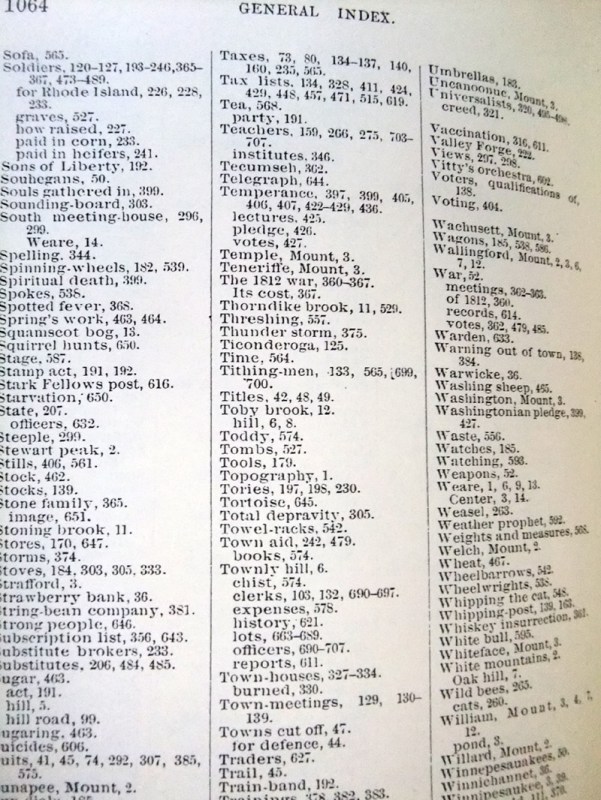 1064
GENERAL INDEX.
Sofa, 565.
Soldiers, 120-127, 193-246, 365-
367, 473-489.
for Rhode Island, 226, 228,
233.
graves, 527.
how raised, 227.
paid in corn, 233.
paid in heifers, 241.
Sons of Liberty, 192.
Souhegans, 50.
Souls gathered in, 399.
Sounding-board, 303.
South meeting-house, 296,
299.
Weare, 14.
Spelling. 344.
Spinning-wheels, 182, 539.
Spiritual death, 399.
Spokes, 538.
Spotted fever, 368.
Spring's work, 463, 464.
Squamscot bog, 13.
Squirrel hunts, 650.
Stage, 587.
Stamp act, 191, 192.
Stark Fellows post, 616.
Starvation, 650.
State, 207.
officers, 632.
Steeple, 299.
Stewart peak, 2.
Stills, 406, 561.
Stock, 462.
Stocks, 139.
Stone family, 365.
image, 651.
Stoning brook, 11.
Stores, 170, 647.
Storms, 374.
Stoves, 184, 303, 305, 333.
Strafford, 3.
Strawberry bank, 36.
String-bean company, 381.
Strong people, 646.
Subscription list, 356, 643.
Substitute brokers, 233.
Substitutes, 206, 484, 485.
Sugar, 463.
act, 191.
hill, 5.
hill road, 99.
Sugaring. 463.
Suicides, 606.
Suits, 41, 45, 74, 292, 307, 385,
575.
Sunapee, Mount, 2.
Taxes, 73, 80, 134-137, 140,
160, 235, 565.
Tax lists. 134, 328, 411, 424,
429, 448, 457, 471, 515, 619.
Tea, 568.
party, 191.
Teachers, 159, 266, 275, 703-
707.
institutes. 346.
Tecumseh, 362.
Telegraph, 644.
Temperance, 397, 399, 405,
406, 407, 422-429, 436.
lectures. 425.
pledge, 426.
votes, 427.
Temple, Mount, 3.
Teneriffe, Mount, 3.
The 1812 war, 360-367.
Its cost, 367.
Thorndike brook, 11, 529.
Threshing, 557.
Thunder storm, 375.
Ticonderoga, 125.
Time, 564.
Tithing-men, 133, 565, 699,
700.
Titles, 42, 48, 49.
Toby brook, 12.
hill, 6, 8.
Toddy, 574.
Tombs, 527.
Tools, 179.
Topography, 1.
Tories, 197, 198, 230.
Tortoise, 645.
Total depravity, 305.
Towel-racks, 542.
Town aid, 242, 479.
books, 574.
Townly hill, 6.
chist, 574.
clerks, 103, 132, 690-697.
expenses, 578.
history, 621.
lots, 663-689.
officers, 690-707.
reports, 611.
Town-houses, 327-334.
burned, 330.
Town-meetings, 129, 130-
139.
Towns cut off, 47.
for defence, 44.
Traders, 627.
Trail, 45.
Train-band, 192.
Trainings, 378, 382, 383.
Umbrellas, 183.
Uncanoonuc, Mount, 3.
Universalists, 320,
creed, 321.
Vaccination, 316, 611.
Valley Forge, 222.
Views, 297, 298.
Vitty's orchestra, 602.
Voters, qualifications of,
138.
Voting, 404.
Wachusett, Mount, 3.
Wagons, 185, 538, 586.
Wallingford, Mount, 2, 3, 6,
7, 12.
War, 52.
meetings, 362-363.
of 1812, 360.
records, 614.
votes, 362, 479, 485.
Warden, 633.
Warning out of town, 138,
384.
Warwicke, 36.
Washing sheep, 465.
Washington, Mount, 3.
Washingtonian pledge, 399,
427.
Waste, 556.
Watches, 185.
Watching, 593.
Weapons, 52.
Weare, 1, 6, 9, 13.
Center, 3, 14.
Weasel, 263.
Weather prophet, 592.
Weights and measures, 568.
Welch, Mount, 2.
Wheat, 467.
Wheelbarrows, 542.
Wheelwrights, 538.
Whipping the cat, 548.
Whipping-post, 139, 163.
Whiskey insurrection, 361.
White bull, 595.
Whiteface, Mount, 3.
White mountains, 2.
Oak hill, 7.
Wild bees, 265.
cats, 260.
William, Mount, 3, 4, 7,
12.
pond, 3.
Willard, Mount, 2.
Winnepesauakees, 50.
Winnichannet, 36.
Winnipesaukee, 3, 39.
111, 370.